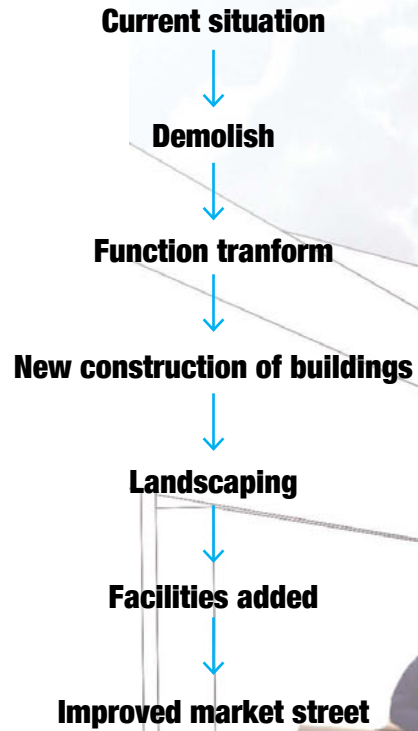 Current situation
Demolish
Function tranform
New construction of buildings
Landscaping
Facilities added
Improved market street